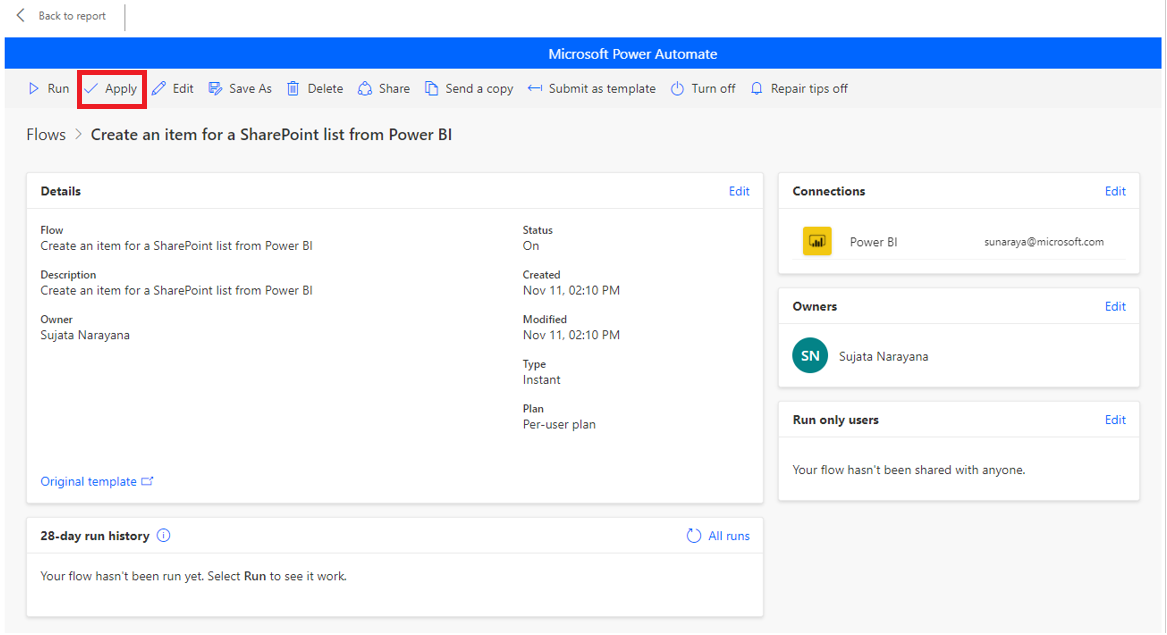 Back to report
Microsoft Power Automate
Run Apply Edit Save As Delete Share Send a copy Submit as template Turn off Repair tips off
Flows > Create an item for a SharePoint list from Power BI
Details Edit
Flow
Create an item for a SharePoint list from Power BI
Description
Create an item for a SharePoint list from Power BI
Owner
Sujata Narayana
Status
On
Created
Nov 11, 02:10 PM
Modified
Nov 11, 02:10 PM
Type
Instant
Plan
Per-user plan
Original template
28-day run history All runs
Your flow hasn't been run yet. Select Run to see it work.
Connections Edit
Power BI sunaraya@microsoft.com
Owners Edit
SN Sujata Narayana
Run only users Edit
Your flow hasn't been shared with anyone.